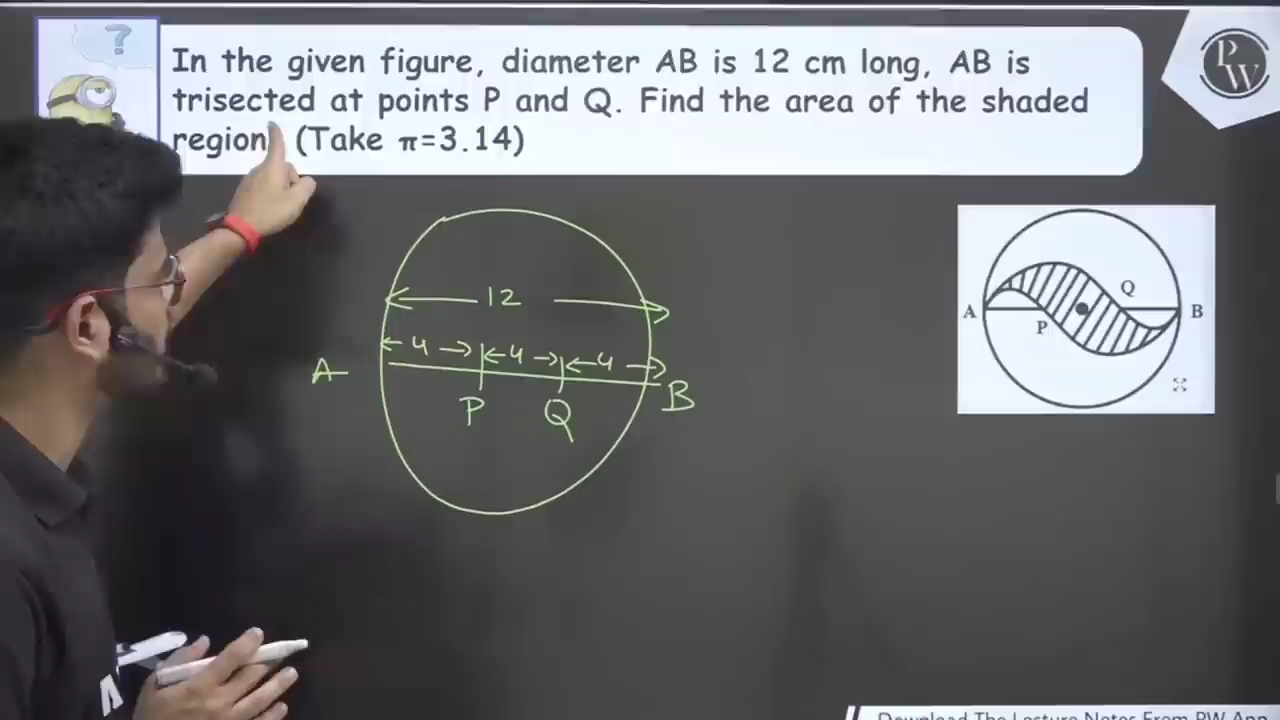 ?
In the given figure, diameter AB is 12 cm long, AB is
trisected at points P and Q. Find the area of the shaded
region. (Take π=3.14)
PW
12
4 4 4
A
P Q B
Q
A P B
Download The Lecture Notes From PW App